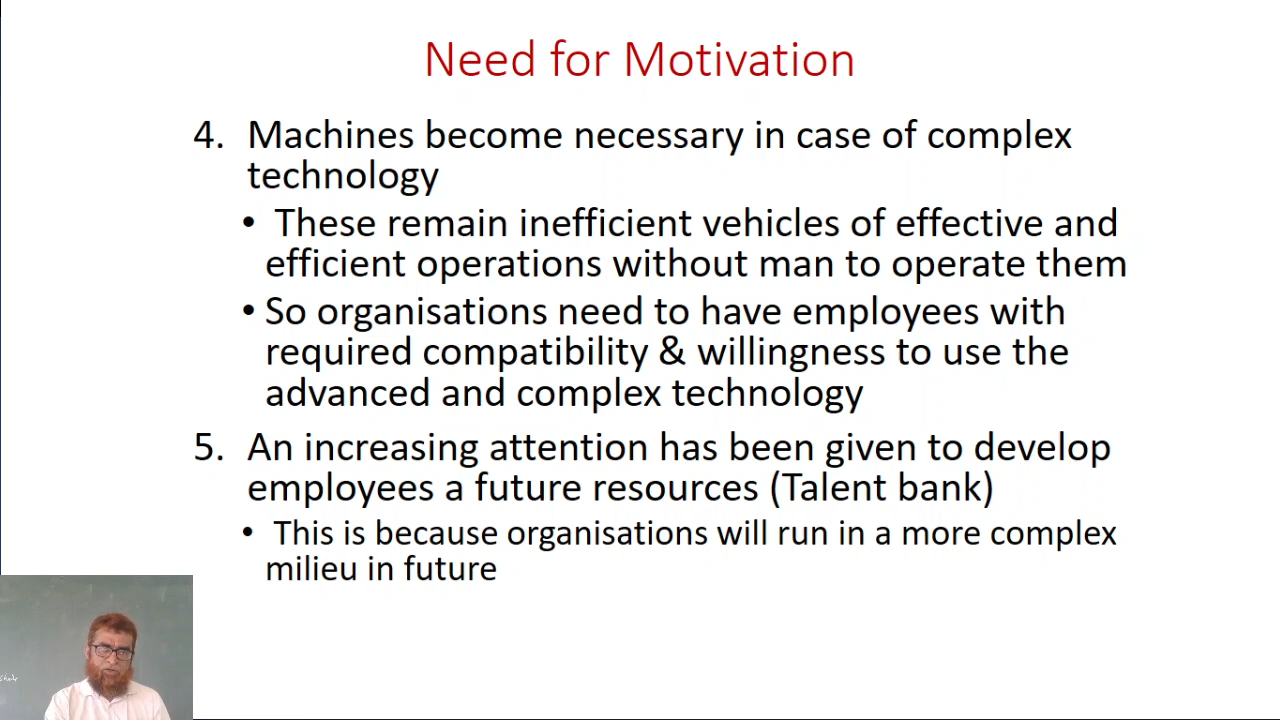 Need for Motivation
4. Machines become necessary in case of complex
technology
• These remain inefficient vehicles of effective and
efficient operations without man to operate them
• So organisations need to have employees with
required compatibility & willingness to use the
advanced and complex technology
5. An increasing attention has been given to develop
employees a future resources (Talent bank)
• This is because organisations will run in a more complex
milieu in future